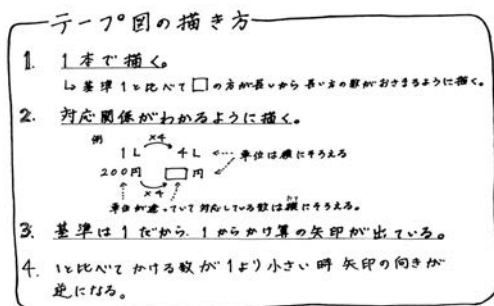 テープ図の描き方
1. 1本で描く。
↳ 基準1と比べて□の方が長いから長い方の数がおさまるように描く。
2. 対応関係がわかるように描く。
例
×4
1L 4L ← 単位は横にそろえる
200円 □円
×4
単位が違っていて対応している数は縦にそろえる。
3. 基準は1だから、1からかけ算の矢印が出ている。
4. 1と比べてかける数が1より小さい時 矢印の向きが
逆になる。